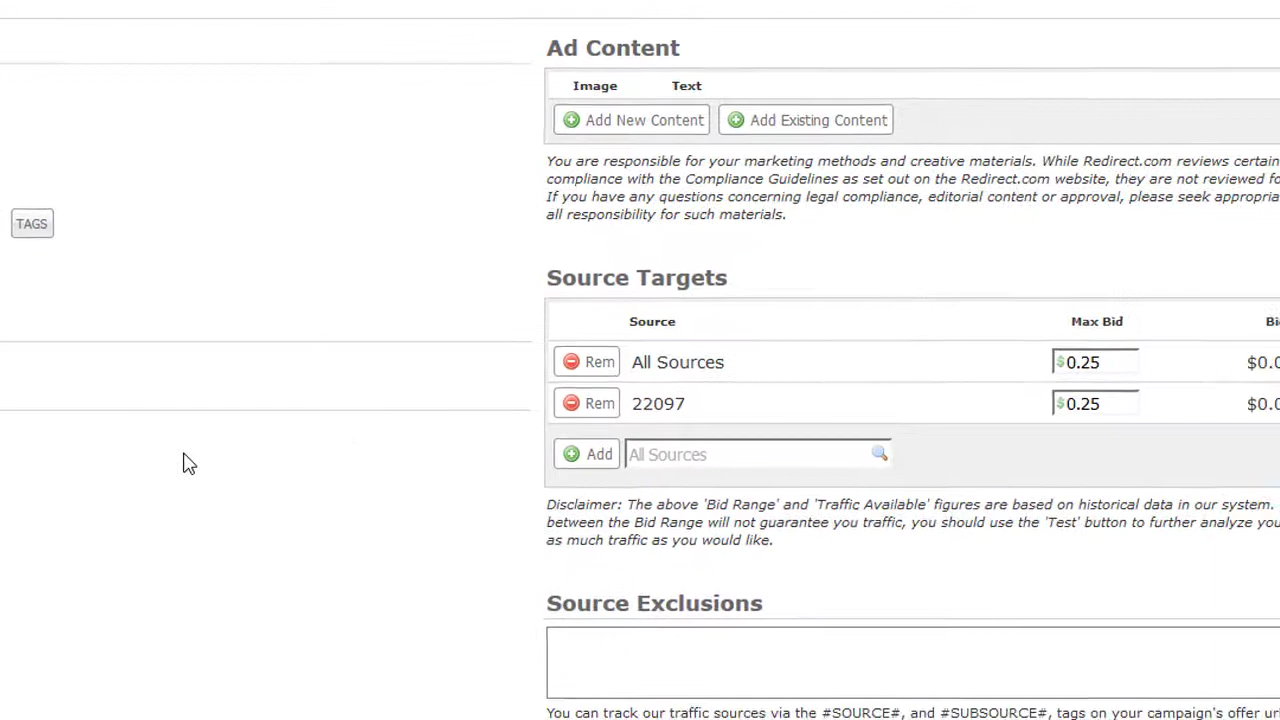 Ad Content
Image Text
Add New Content Add Existing Content
You are responsible for your marketing methods and creative materials. While Redirect.com reviews certain
compliance with the Compliance Guidelines as set out on the Redirect.com website, they are not reviewed
If you have any questions concerning legal compliance, editorial content or approval, please seek
all responsibility for such materials.
TAGS
Source Targets
Source Max Bid
Rem All Sources $0.25
Rem 22097 $0.25
Add All Sources
Disclaimer: The above 'Bid Range' and 'Traffic Available' figures are based on historical data in our system.
between the Bid Range will not guarantee you traffic, you should use the 'Test' button to further analyze
as much traffic as you would like.
Source Exclusions
You can track our traffic sources via the #SOURCE#, and #SUBSOURCE#, tags on your campaign's offer